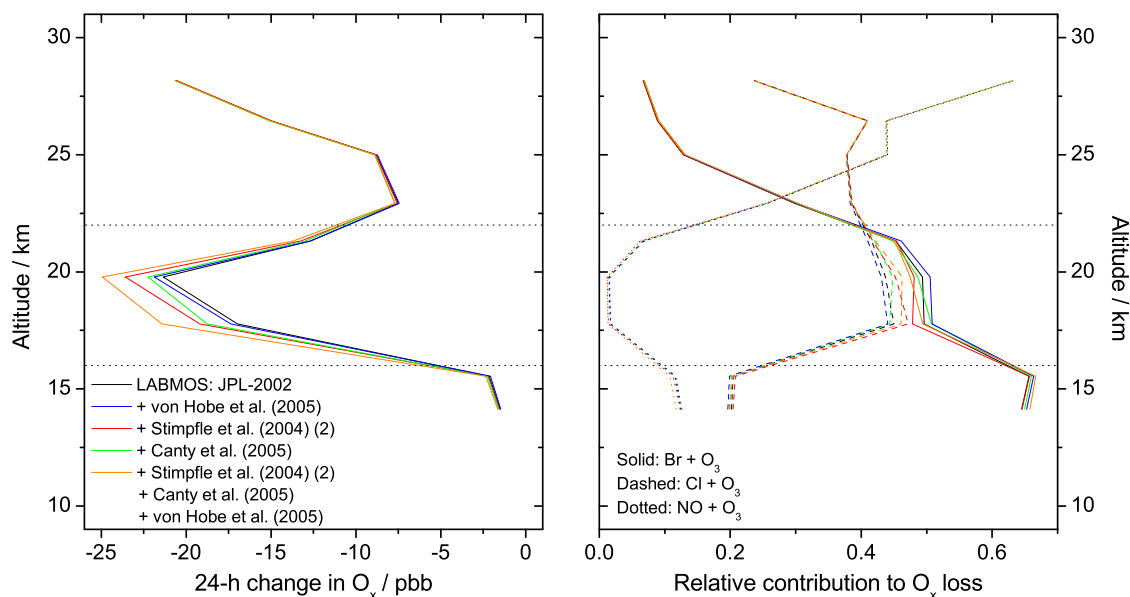 30
25
20
15
10
Altitude / km
LABMOS: JPL-2002
+ von Hobe et al. (2005)
+ Stimpfle et al. (2004) (2)
+ Canty et al. (2005)
+ Stimpfle et al. (2004) (2)
+ Canty et al. (2005)
+ von Hobe et al. (2005)
-25 -20 -15 -10 -5 0
24-h change in Ox / pbb
Solid: Br + O3
Dashed: Cl + O3
Dotted: NO + O3
0.0 0.2 0.4 0.6
Relative contribution to Ox loss
30
25
20
15
10
Altitude / km